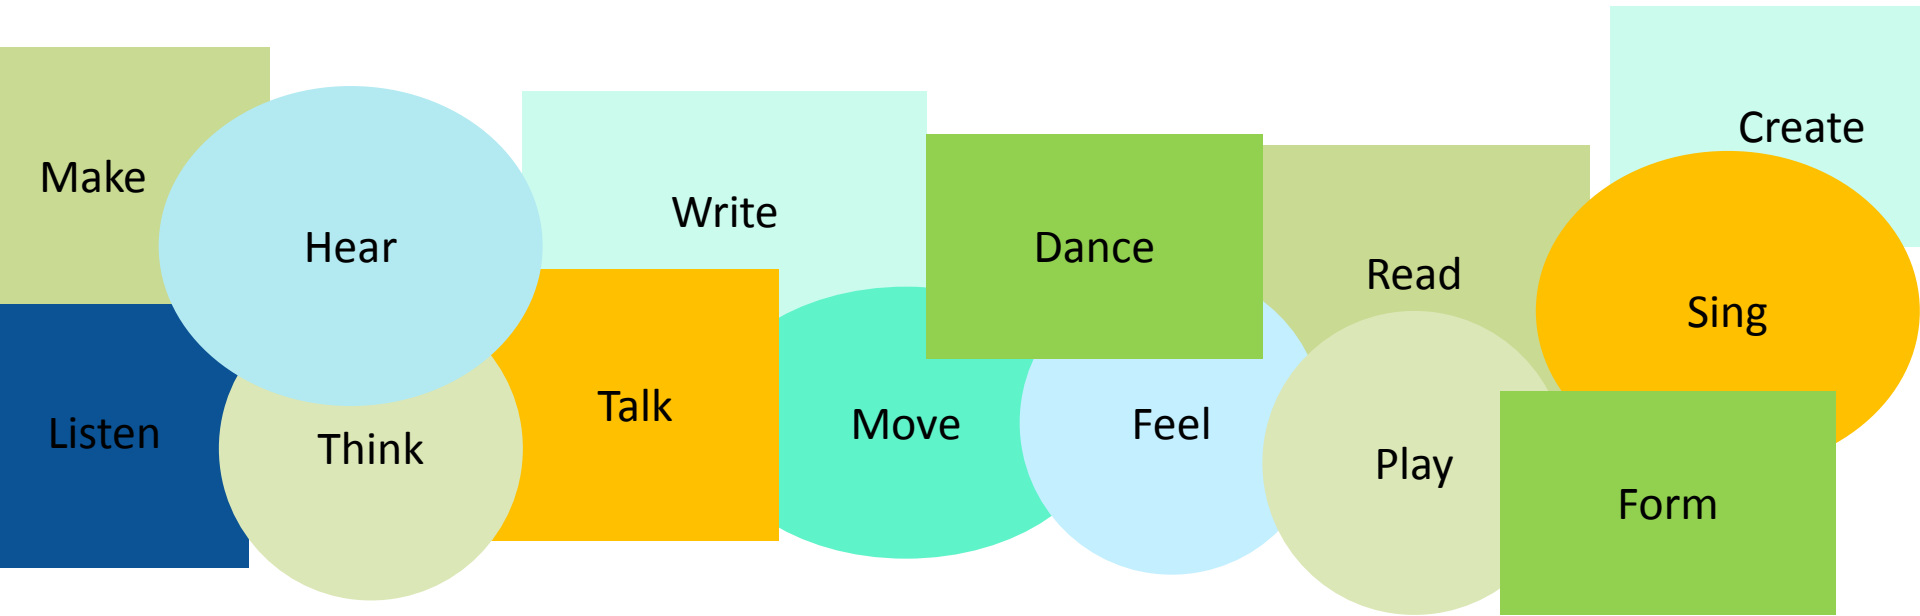 Make
Hear
Write
Dance
Read
Create
Sing
Listen
Think
Talk
Move
Feel
Play
Form